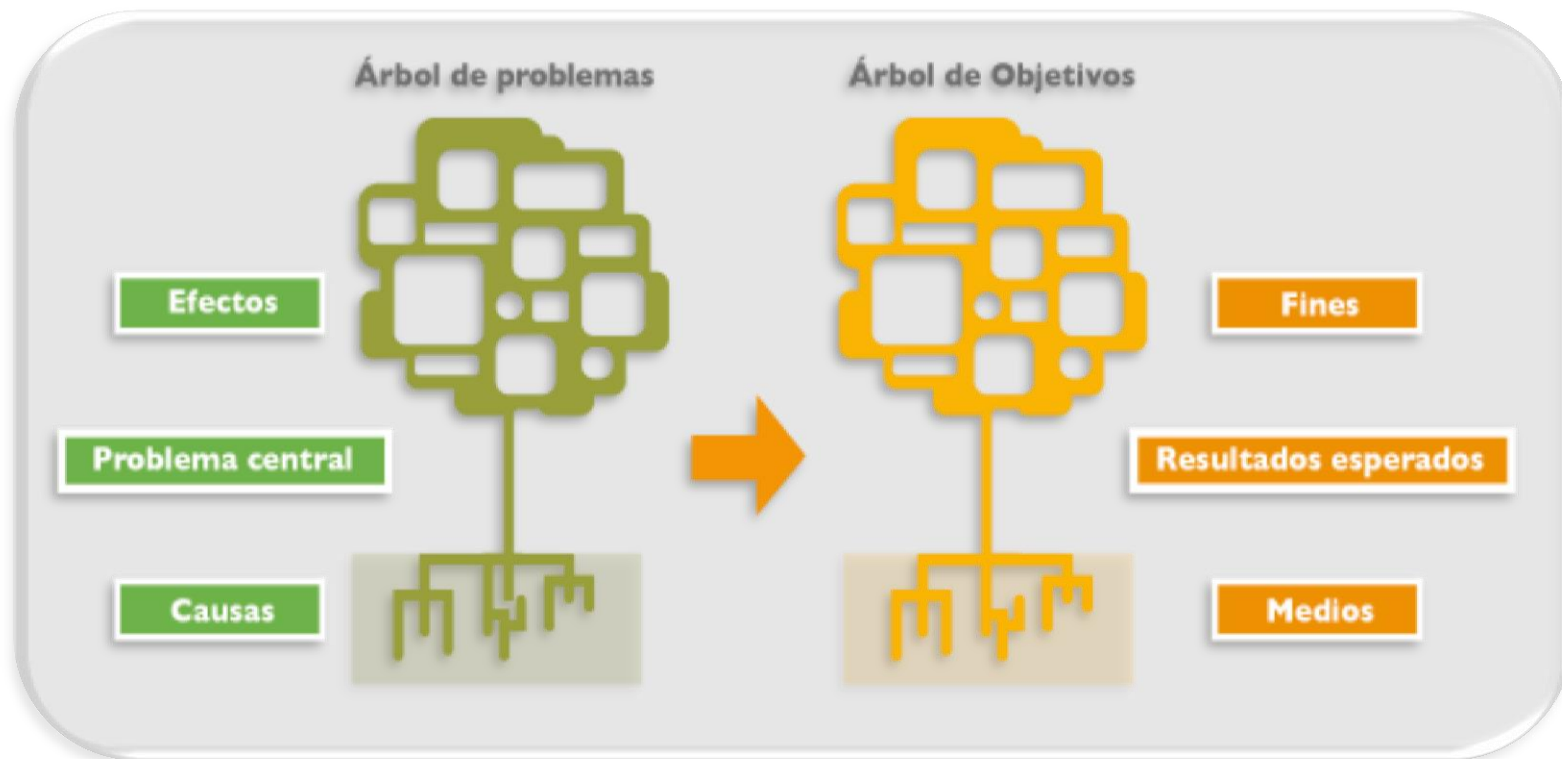 Árbol de problemas
Árbol de Objetivos
Efectos
Fines
Problema central
Resultados esperados
Causas
Medios